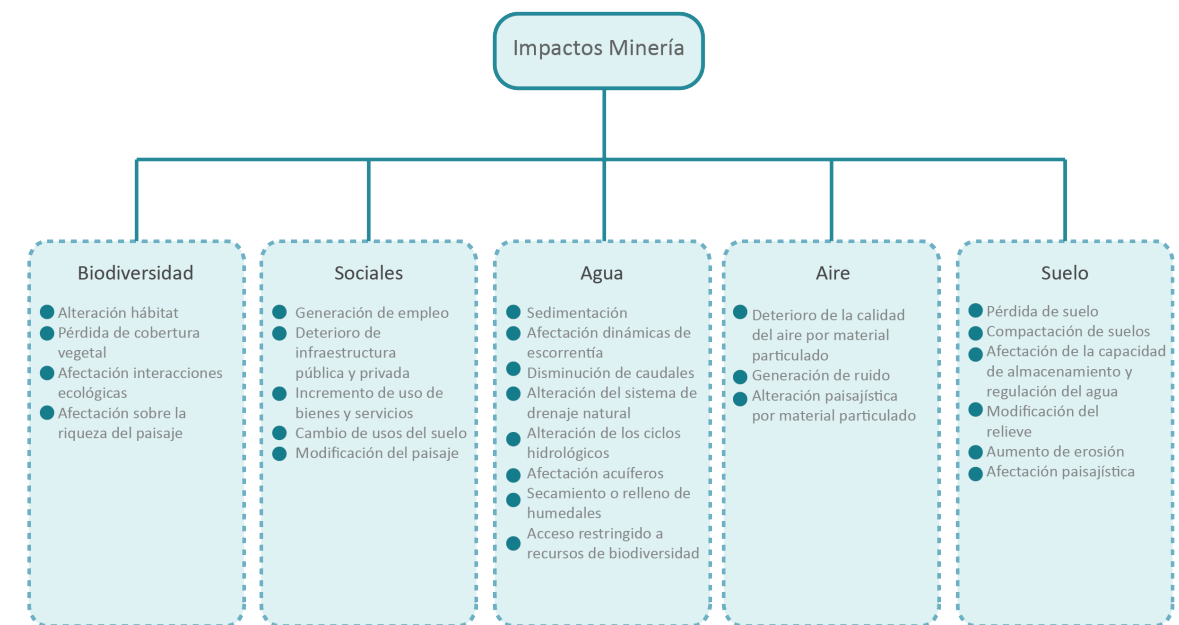 Impactos Minería
Biodiversidad
Alteración hábitat
Pérdida de cobertura
vegetal
Afectación interacciones
ecológicas
Afectación sobre la
riqueza del paisaje
Sociales
Generación de empleo
Deterioro de
infraestructura
pública y privada
Incremento de uso de
bienes y servicios
Cambio de usos del suelo
Modificación del paisaje
Agua
Sedimentación
Afectación dinámicas de
escorrentía
Disminución de caudales
Alteración del sistema de
drenaje natural
Alteración de los ciclos
hidrológicos
Afectación acuíferos
Secamiento o relleno de
humedales
Acceso restringido a
recursos de biodiversidad
Aire
Deterioro de la calidad
del aire por material
particulado
Generación de ruido
Alteración paisajística
por material particulado
Suelo
Pérdida de suelo
Compactación de suelos
Afectación de la capacidad
de almacenamiento y
regulación del agua
Modificación del
relieve
Aumento de erosión
Afectación paisajística